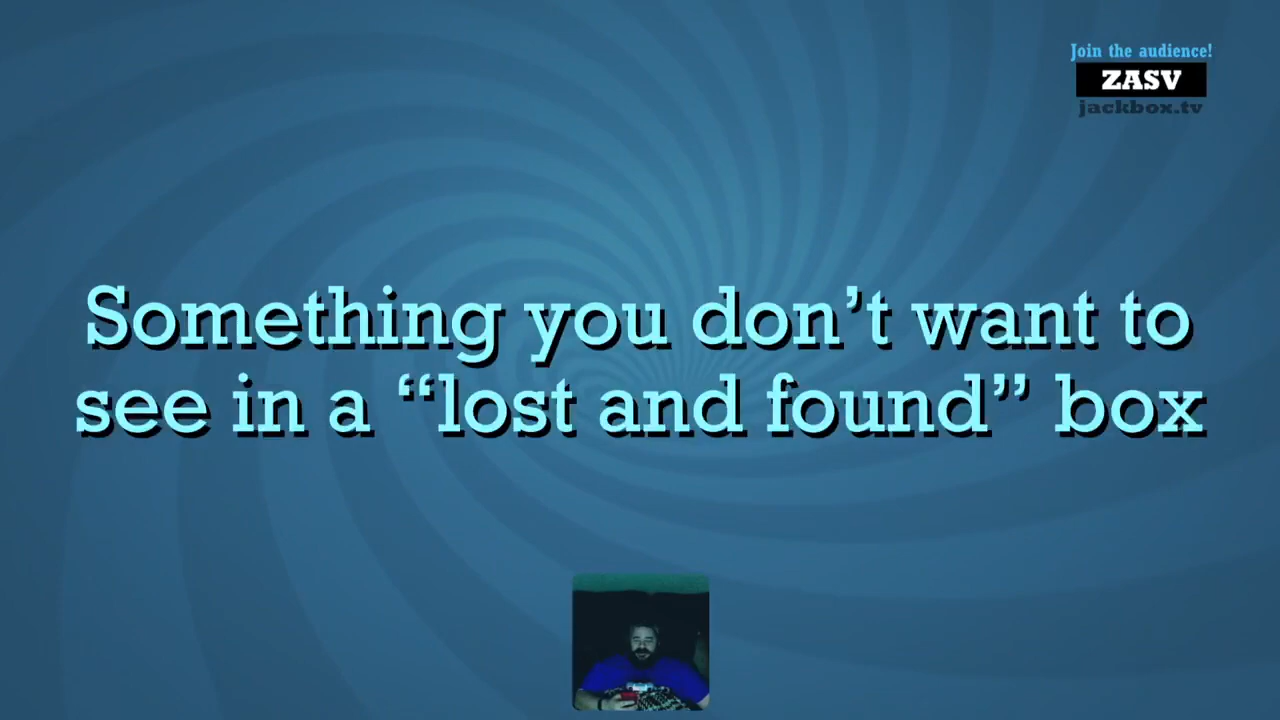 Join the audience!
ZASV
jackbox.tv
Something you don’t want to
see in a “lost and found” box